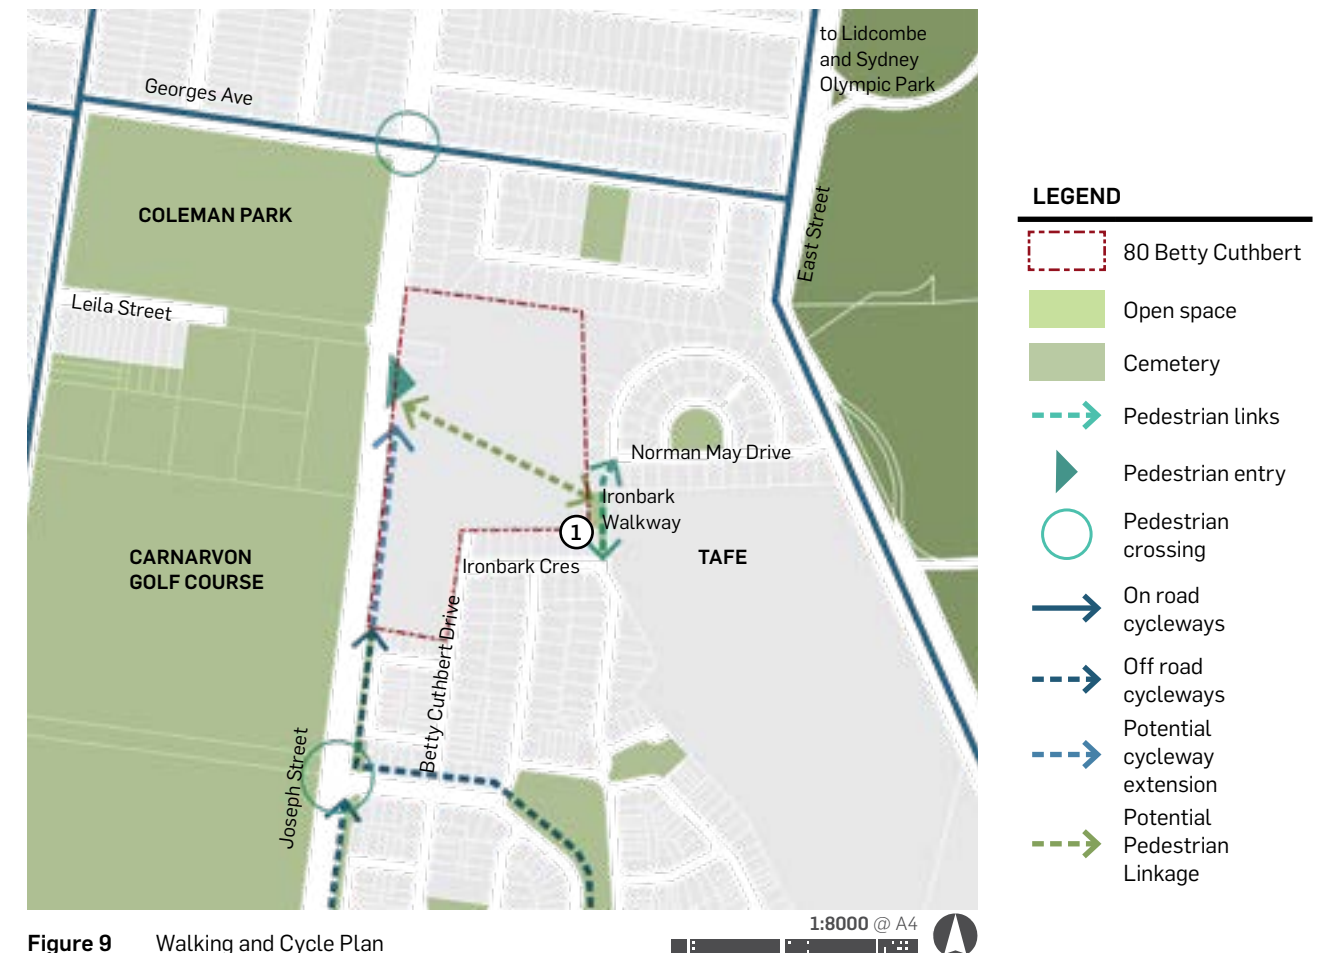 to Lidcombe
and Sydney
Olympic Park
Georges Ave
COLEMAN PARK
East Street
Leila Street
Norman May Drive
Ironbark
Walkway
1
TAFE
CARNARVON
GOLF COURSE
Ironbark Cres
Betty Cuthbert Drive
Joseph Street
LEGEND
80 Betty Cuthbert
Open space
Cemetery
Pedestrian links
Pedestrian entry
Pedestrian
crossing
On road
cycleways
Off road
cycleways
Potential
cycleway
extension
Potential
Pedestrian
Linkage
1:8000 @ A4
Figure 9 Walking and Cycle Plan